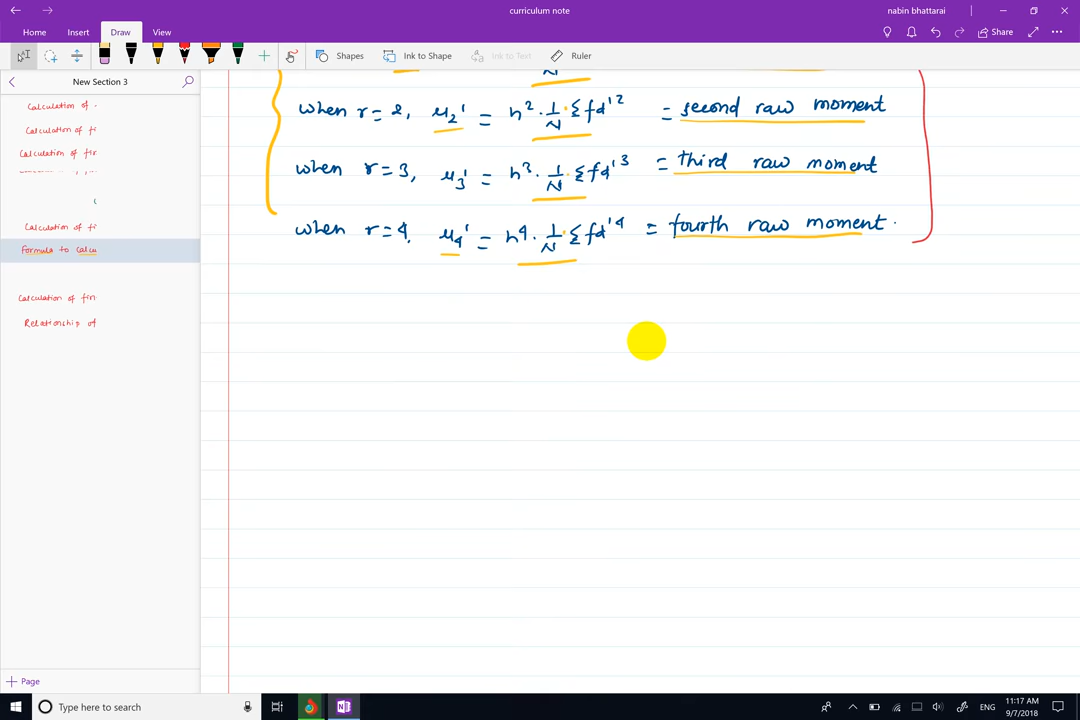 curriculum note
nabin bhattarai
Home Insert Draw View
Share
Shapes Ink to Shape Ink to Text Ruler
New Section 3
Calculation of
Calculation of fi
Calculation of fir
Calculation of fi
Formula to calcu
Calculation of fin
Relationship of
N
when r = 2, μ₂' = h² · 1/N · Σfd'² = second raw moment
when r = 3, μ₃' = h³ · 1/N · Σfd'³ = third raw moment
when r = 4, μ₄' = h⁴ · 1/N · Σfd'⁴ = fourth raw moment.
Page
Type here to search
ENG
11:17 AM
9/7/2018